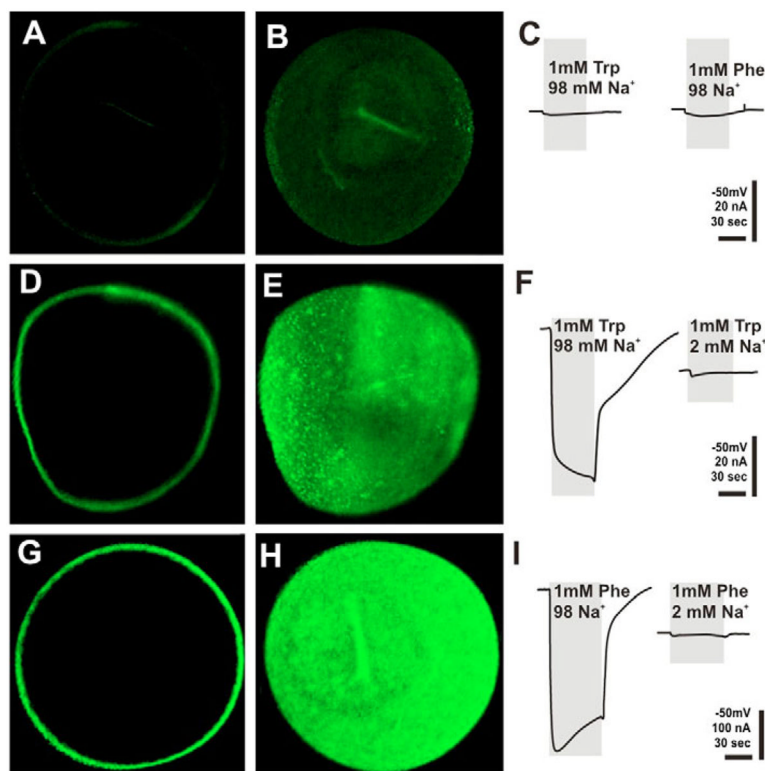 A
B
C
1mM Trp
98 mM Na⁺
1mM Phe
98 Na⁺
-50mV
20 nA
30 sec
D
E
F
1mM Trp
98 mM Na⁺
1mM Trp
2 mM Na⁺
-50mV
20 nA
30 sec
G
H
I
1mM Phe
98 Na⁺
1mM Phe
2 mM Na⁺
-50mV
100 nA
30 sec